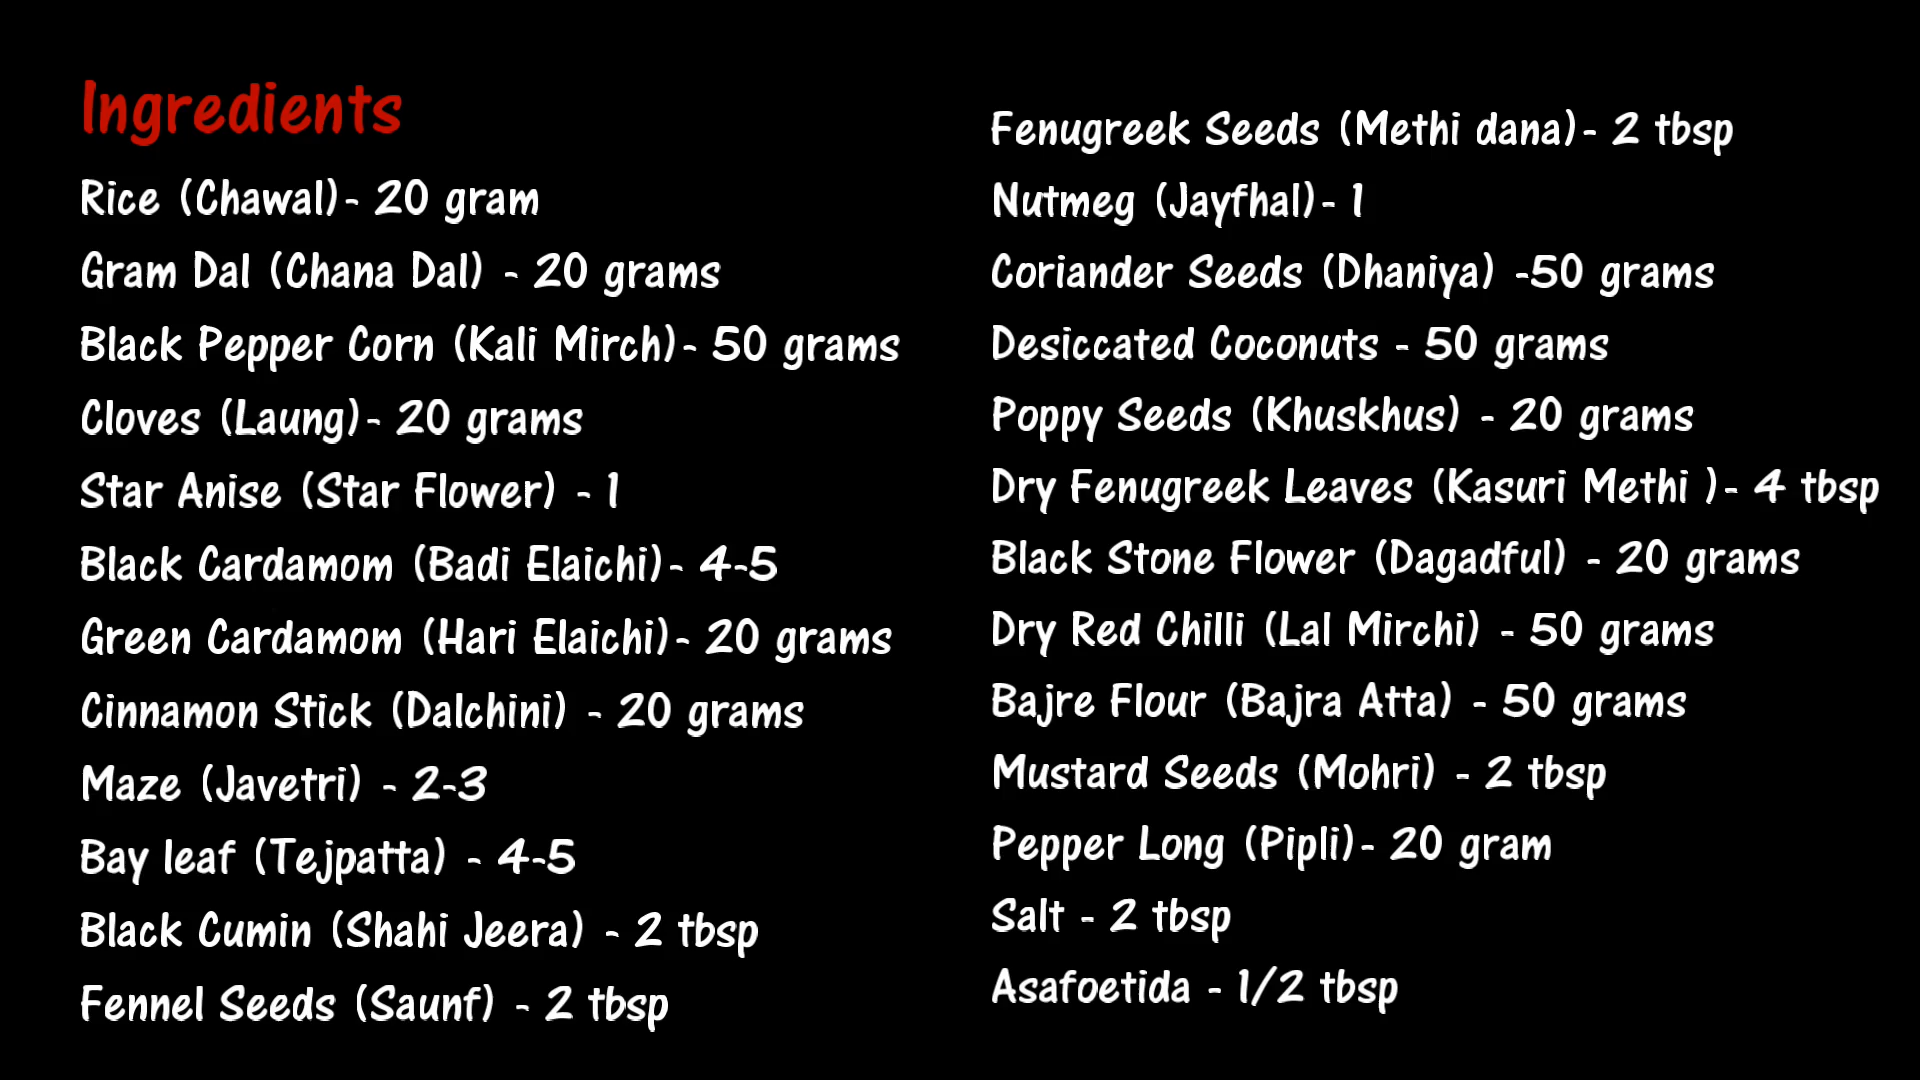 Ingredients
Rice (Chawal)- 20 gram
Gram Dal (Chana Dal) - 20 grams
Black Pepper Corn (Kali Mirch)- 50 grams
Cloves (Laung)- 20 grams
Star Anise (Star Flower) - 1
Black Cardamom (Badi Elaichi)- 4-5
Green Cardamom (Hari Elaichi)- 20 grams
Cinnamon Stick (Dalchini) - 20 grams
Maze (Javetri) - 2-3
Bay leaf (Tejpatta) - 4-5
Black Cumin (Shahi Jeera) - 2 tbsp
Fennel Seeds (Saunf) - 2 tbsp
Fenugreek Seeds (Methi dana)- 2 tbsp
Nutmeg (Jayfhal)- 1
Coriander Seeds (Dhaniya) -50 grams
Desiccated Coconuts - 50 grams
Poppy Seeds (Khuskhus) - 20 grams
Dry Fenugreek Leaves (Kasuri Methi )- 4 tbsp
Black Stone Flower (Dagadful) - 20 grams
Dry Red Chilli (Lal Mirchi) - 50 grams
Bajre Flour (Bajra Atta) - 50 grams
Mustard Seeds (Mohri) - 2 tbsp
Pepper Long (Pipli)- 20 gram
Salt - 2 tbsp
Asafoetida - 1/2 tbsp